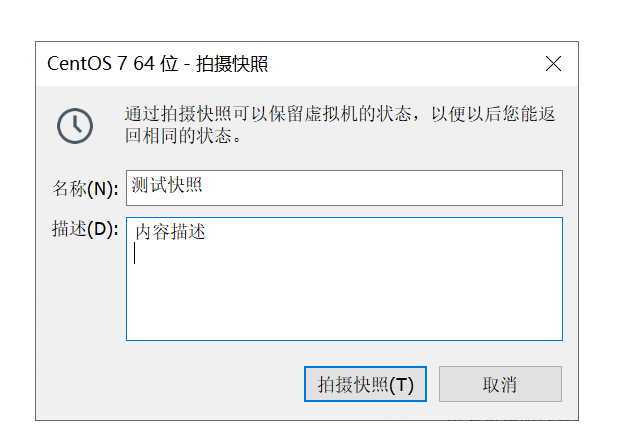 CentOS 7 64 位 - 拍摄快照
通过拍摄快照可以保留虚拟机的状态，以便以后您能返
回相同的状态。
名称(N): 测试快照
描述(D): 内容描述
拍摄快照(T) 取消